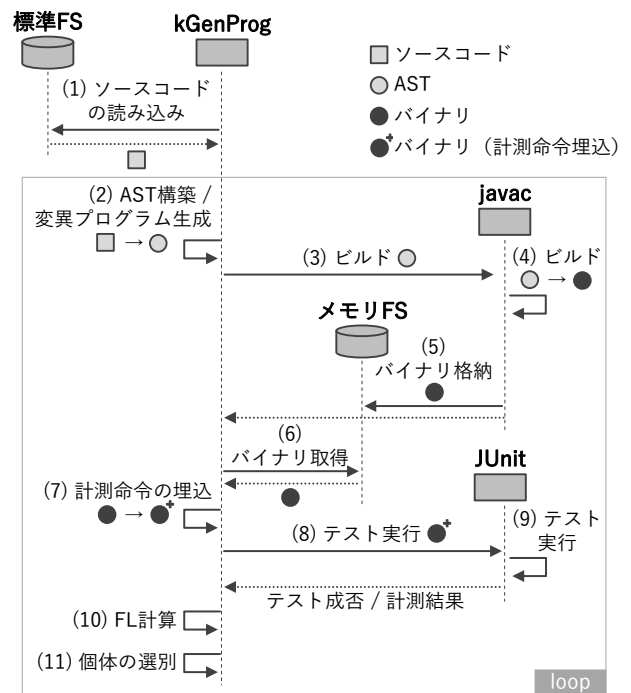 標準FS
kGenProg
ソースコード
AST
バイナリ
バイナリ（計測命令埋込）
(1) ソースコード
の読み込み
(2) AST構築 /
変異プログラム生成
→
javac
(3) ビルド
(4) ビルド
→
メモリFS
(5)
バイナリ格納
(6)
バイナリ取得
JUnit
(7) 計測命令の埋込
→
(8) テスト実行
(9) テスト
実行
テスト成否 / 計測結果
(10) FL計算
(11) 個体の選別
loop